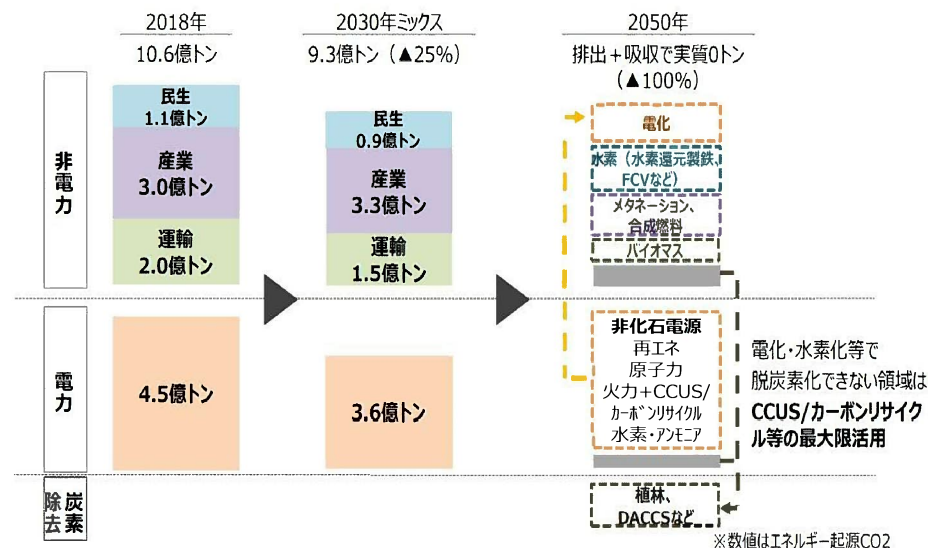 2018年
10.6億トン
2030年ミックス
9.3億トン（▲25%）
2050年
排出＋吸収で実質0トン
（▲100%）
非電力
民生
1.1億トン
産業
3.0億トン
運輸
2.0億トン
民生
0.9億トン
産業
3.3億トン
運輸
1.5億トン
電化
水素（水素還元製鉄、
FCVなど）
メタネーション、
合成燃料
バイオマス
電力
4.5億トン
3.6億トン
非化石電源
再エネ
原子力
火力＋CCUS/
カーボンリサイクル
水素・アンモニア
電化・水素化等で
脱炭素化できない領域は
CCUS/カーボンリサイク
ル等の最大限活用
炭素
除去
植林、
DACCSなど
※数値はエネルギー起源CO2